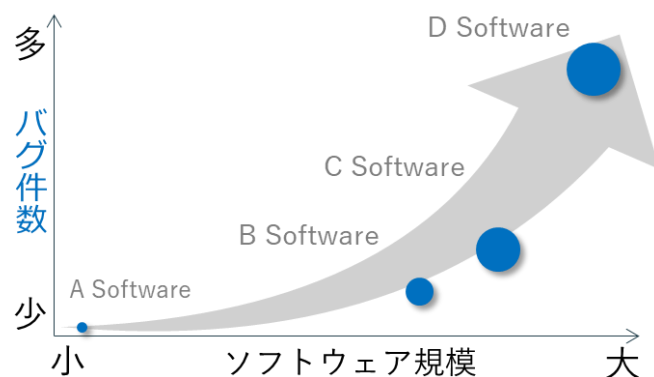 D Software
多
バグ件数
C Software
B Software
A Software
少
小
ソフトウェア規模
大